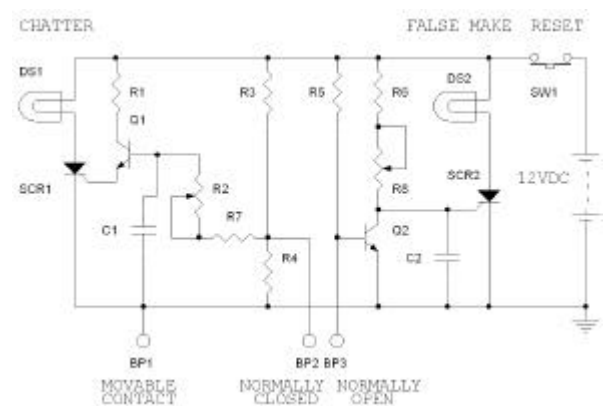 CHATTER
FALSE MAKE RESET
DS1
DS2
R1
R3
R5
R6
SW1
Q1
SCR1
R2
R8
SCR2
12VDC
C1
R7
R4
Q2
C2
BP1
BP2 BP3
MOVABLE
CONTACT
NORMALLY
CLOSED
NORMALLY
OPEN